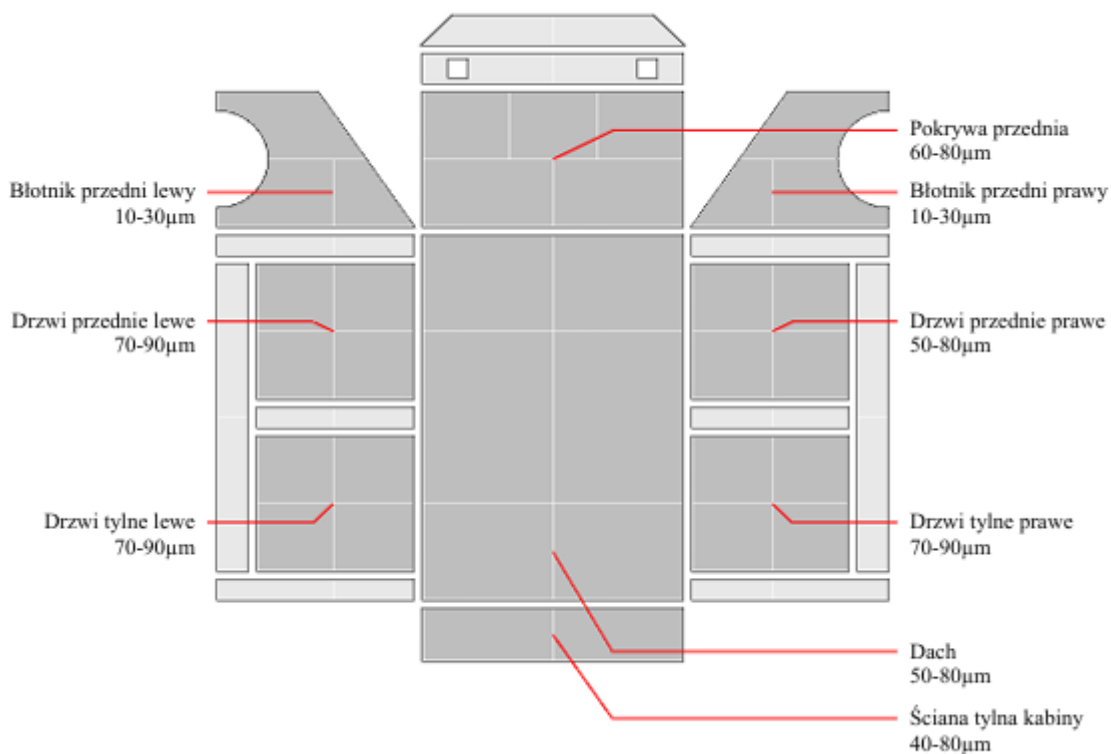 Pokrywa przednia
60-80µm
Błotnik przedni lewy
10-30µm
Błotnik przedni prawy
10-30µm
Drzwi przednie lewe
70-90µm
Drzwi przednie prawe
50-80µm
Drzwi tylne lewe
70-90µm
Drzwi tylne prawe
70-90µm
Dach
50-80µm
Ściana tylna kabiny
40-80µm